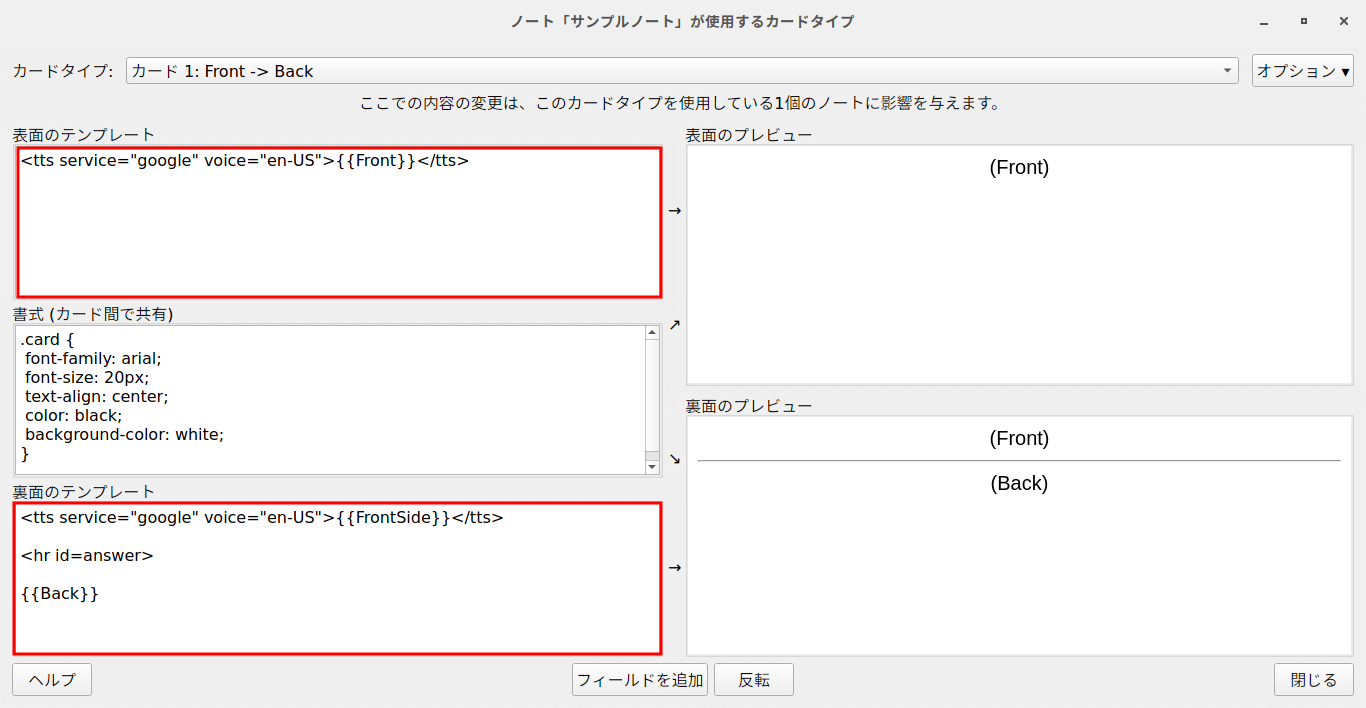 ノート「サンプルノート」が使用するカードタイプ
カードタイプ: カード 1: Front -> Back オプション ▾
ここでの内容の変更は、このカードタイプを使用している1個のノートに影響を与えます。
表面のテンプレート
<tts service="google" voice="en-US">{{Front}}</tts>
書式 (カード間で共有)
.card {
font-family: arial;
font-size: 20px;
text-align: center;
color: black;
background-color: white;
}
裏面のテンプレート
<tts service="google" voice="en-US">{{FrontSide}}</tts>
<hr id=answer>
{{Back}}
→
↗
↘
→
表面のプレビュー
(Front)
裏面のプレビュー
(Front)
(Back)
ヘルプ フィールドを追加 反転 閉じる